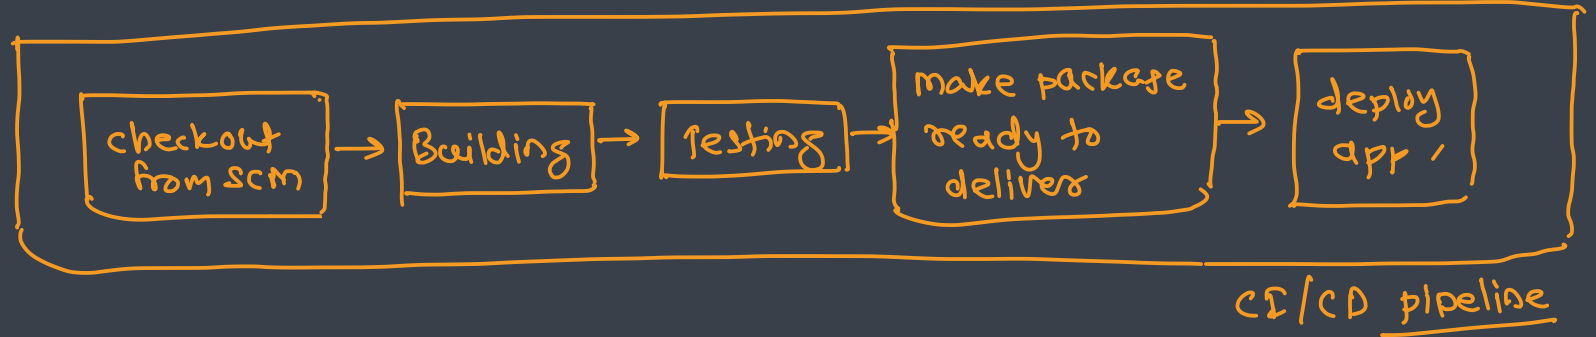 checkout
from scm
Building
Testing
make package
ready to
deliver
deploy
app
CI/CD pipeline